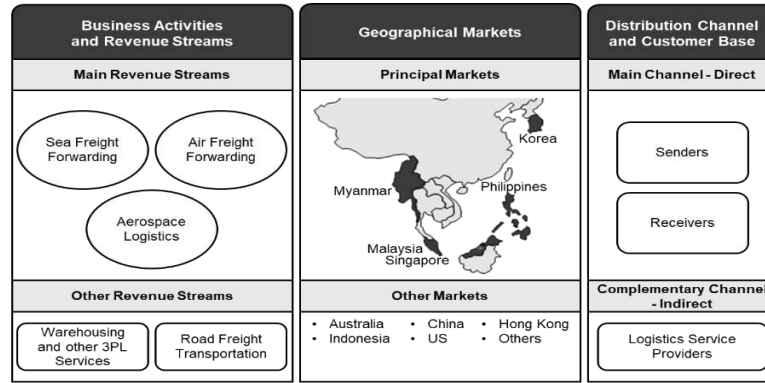 Business Activities
and Revenue Streams
Main Revenue Streams
Sea Freight
Forwarding
Air Freight
Forwarding
Aerospace
Logistics
Other Revenue Streams
Warehousing
and other 3PL
Services
Road Freight
Transportation
Geographical Markets
Principal Markets
Korea
Myanmar
Philippines
Malaysia
Singapore
Other Markets
• Australia • China • Hong Kong
• Indonesia • US • Others
Distribution Channel
and Customer Base
Main Channel - Direct
Senders
Receivers
Complementary Channel
- Indirect
Logistics Service
Providers